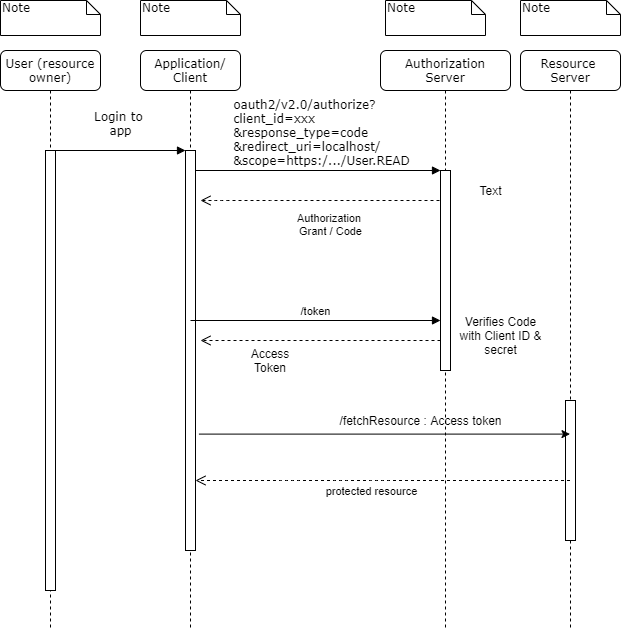 Note
Note
Note
Note
User (resource
owner)
Application/
Client
Authorization
Server
Resource
Server
Login to
app
oauth2/v2.0/authorize?
client_id=xxx
&response_type=code
&redirect_uri=localhost/
&scope=https:/.../User.READ
Text
Authorization
Grant / Code
/token
Verifies Code
with Client ID &
secret
Access
Token
/fetchResource : Access token
protected resource